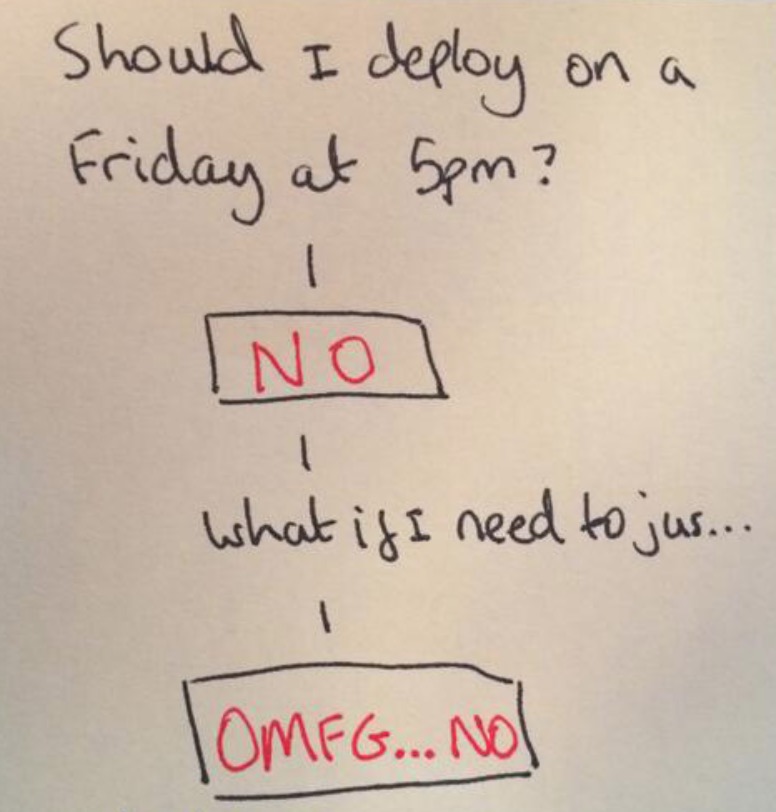 Should I deploy on a
Friday at 5pm?
NO
What if I need to jus...
OMFG... NO